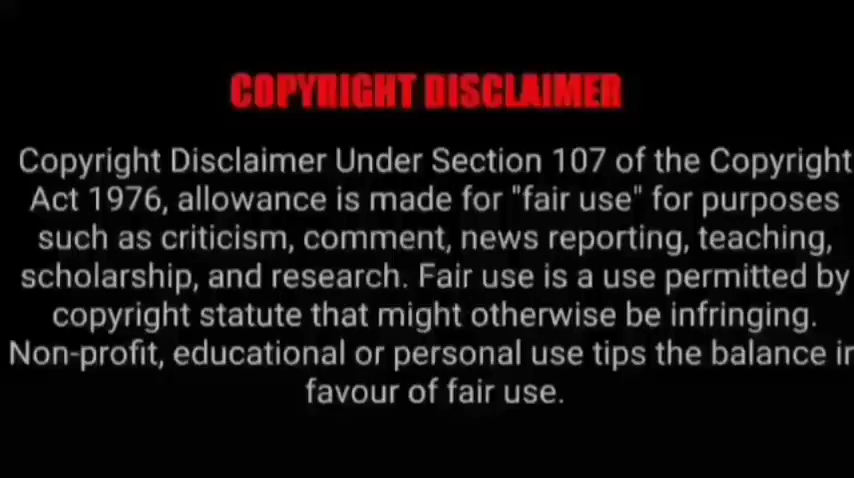 COPYRIGHT DISCLAIMER
Copyright Disclaimer Under Section 107 of the Copyright
Act 1976, allowance is made for "fair use" for purposes
such as criticism, comment, news reporting, teaching,
scholarship, and research. Fair use is a use permitted by
copyright statute that might otherwise be infringing.
Non-profit, educational or personal use tips the balance in
favour of fair use.